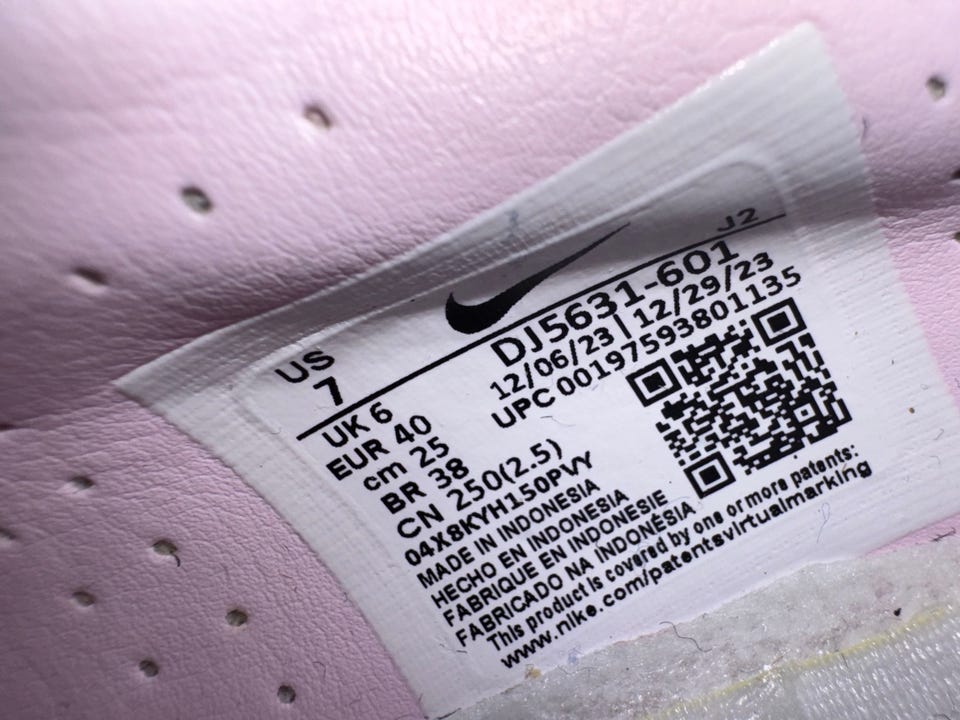 J2
US
7
DJ5631-601
12/06/23 | 12/29/23
UPC 00197593801135
UK 6
EUR 40
cm 25
BR 38
CN 250(2.5)
04X8KYH150PVY
MADE IN INDONESIA
HECHO EN INDONESIA
FABRIQUE EN INDONESIE
FABRICADO NA INDONÉSIA
This product is covered by one or more patents:
www.nike.com/patentsvirtualmarking